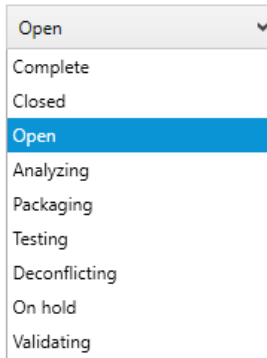 Open
Complete
Closed
Open
Analyzing
Packaging
Testing
Deconflicting
On hold
Validating